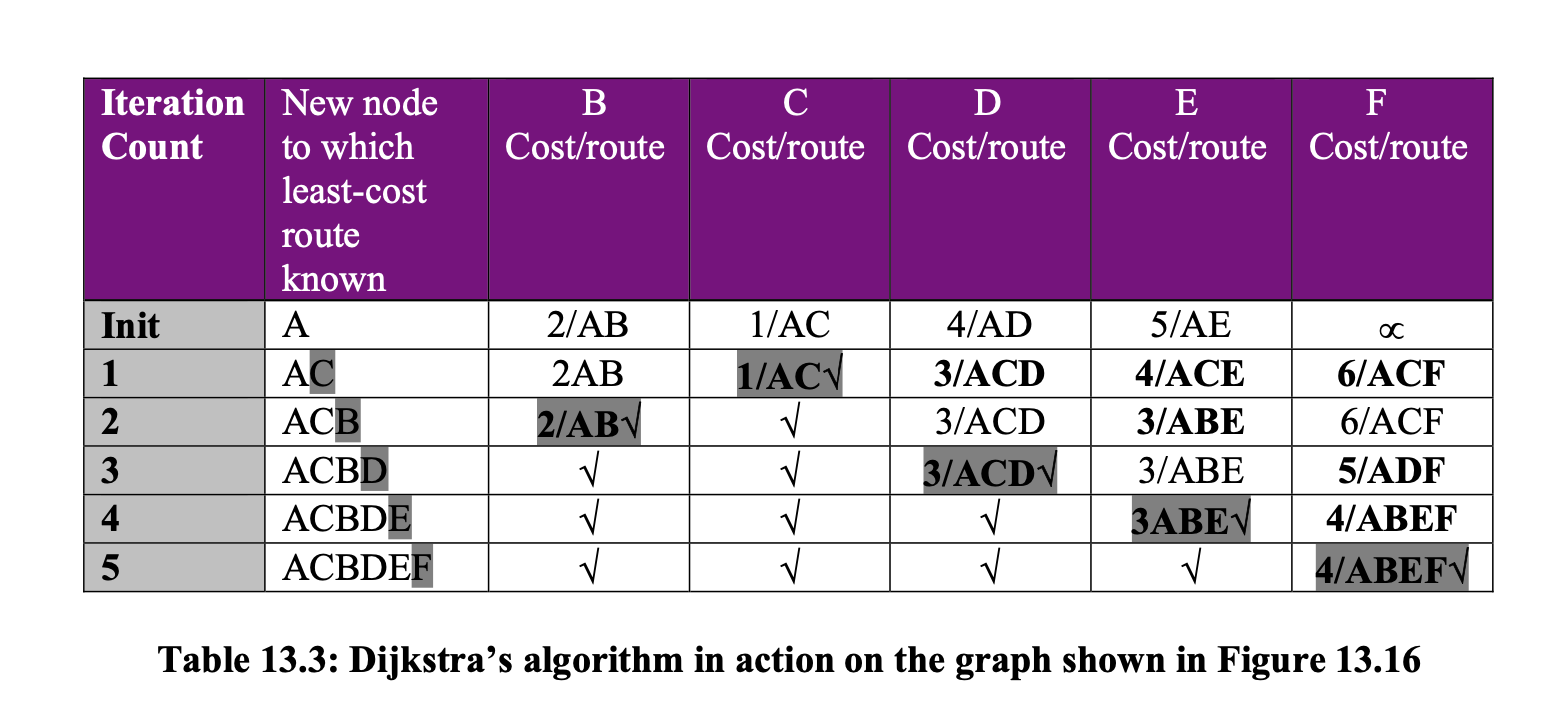 Iteration Count New node to which least-cost route known B Cost/route C Cost/route D Cost/route E Cost/route F Cost/route
Init A 2/AB 1/AC 4/AD 5/AE ∝
1 AC 2AB 1/AC√ 3/ACD 4/ACE 6/ACF
2 ACB 2/AB√ √ 3/ACD 3/ABE 6/ACF
3 ACBD √ √ 3/ACD√ 3/ABE 5/ADF
4 ACBDE √ √ √ 3ABE√ 4/ABEF
5 ACBDEF √ √ √ √ 4/ABEF√
Table 13.3: Dijkstra’s algorithm in action on the graph shown in Figure 13.16